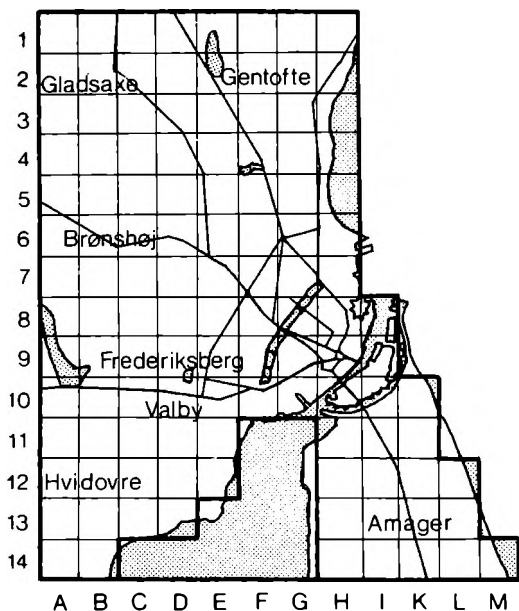 1
2
Gentofte
Gladsaxe
3
4
5
6
Brønshøj
7
8
9
Frederiksberg
10
Valby
11
12
Hvidovre
13
Amager
14
A B C D E F G H I K L M